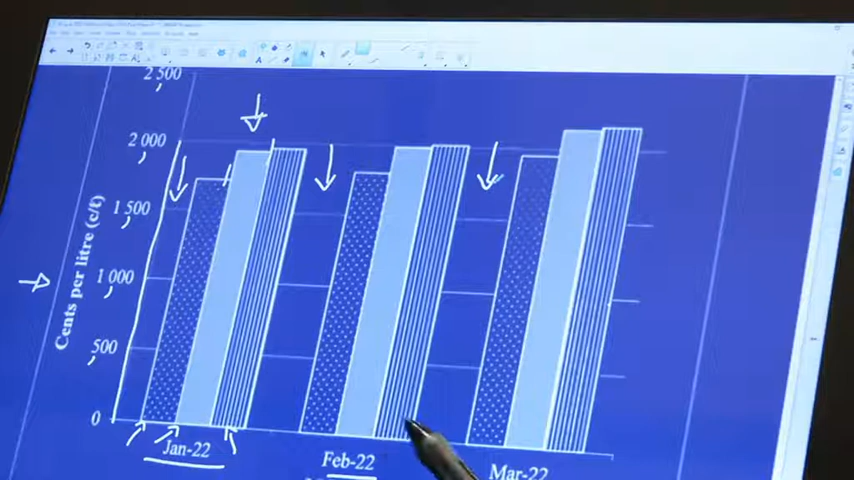 2 500
2 000
1 500
1 000
500
0
Cents per litre (c/ℓ)
Jan-22
Feb-22
Mar-22